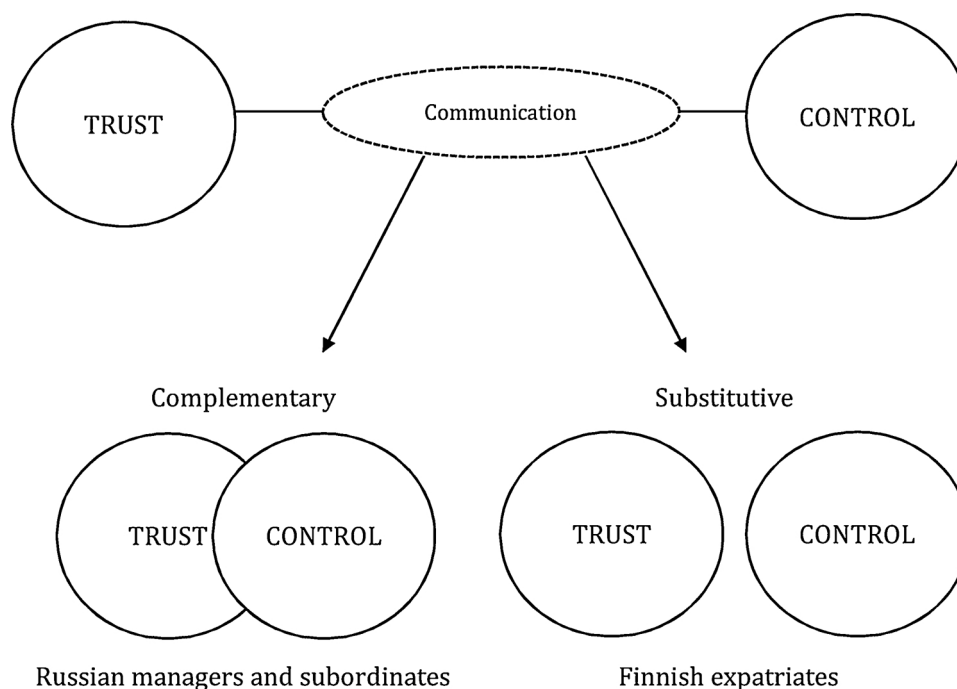 TRUST
Communication
CONTROL
Complementary
Substitutive
TRUST
CONTROL
TRUST
CONTROL
Russian managers and subordinates
Finnish expatriates